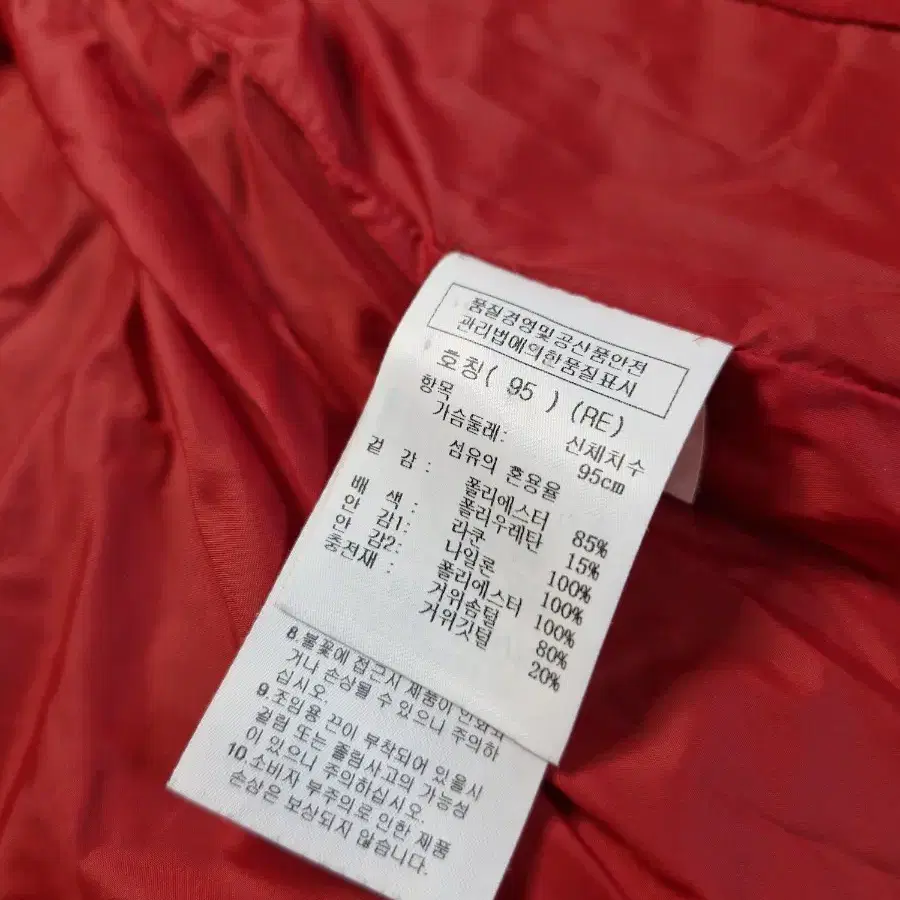 품질경영및공산품안전
관리법에의한품질표시
호칭( 95 ) (RE)
항목 신체치수
가슴둘레: 95cm
섬유의 혼용율
겉 감 : 폴리에스터 85%
폴리우레탄 15%
배 색 : 라쿤 100%
안 감1: 나일론 100%
안 감2: 폴리에스터 100%
충전재 : 거위솜털 80%
거위깃털 20%
8.불꽃에 접근시 제품이
거나 손상될 수 있으니 주의하
십시오.
9.조임용 끈이 부착되어 있을시
걸림 또는 졸림사고의 가능성
이 있으니 주의하십시오.
10.소비자 부주의로 인한 제품
손상은 보상되지 않습니다.